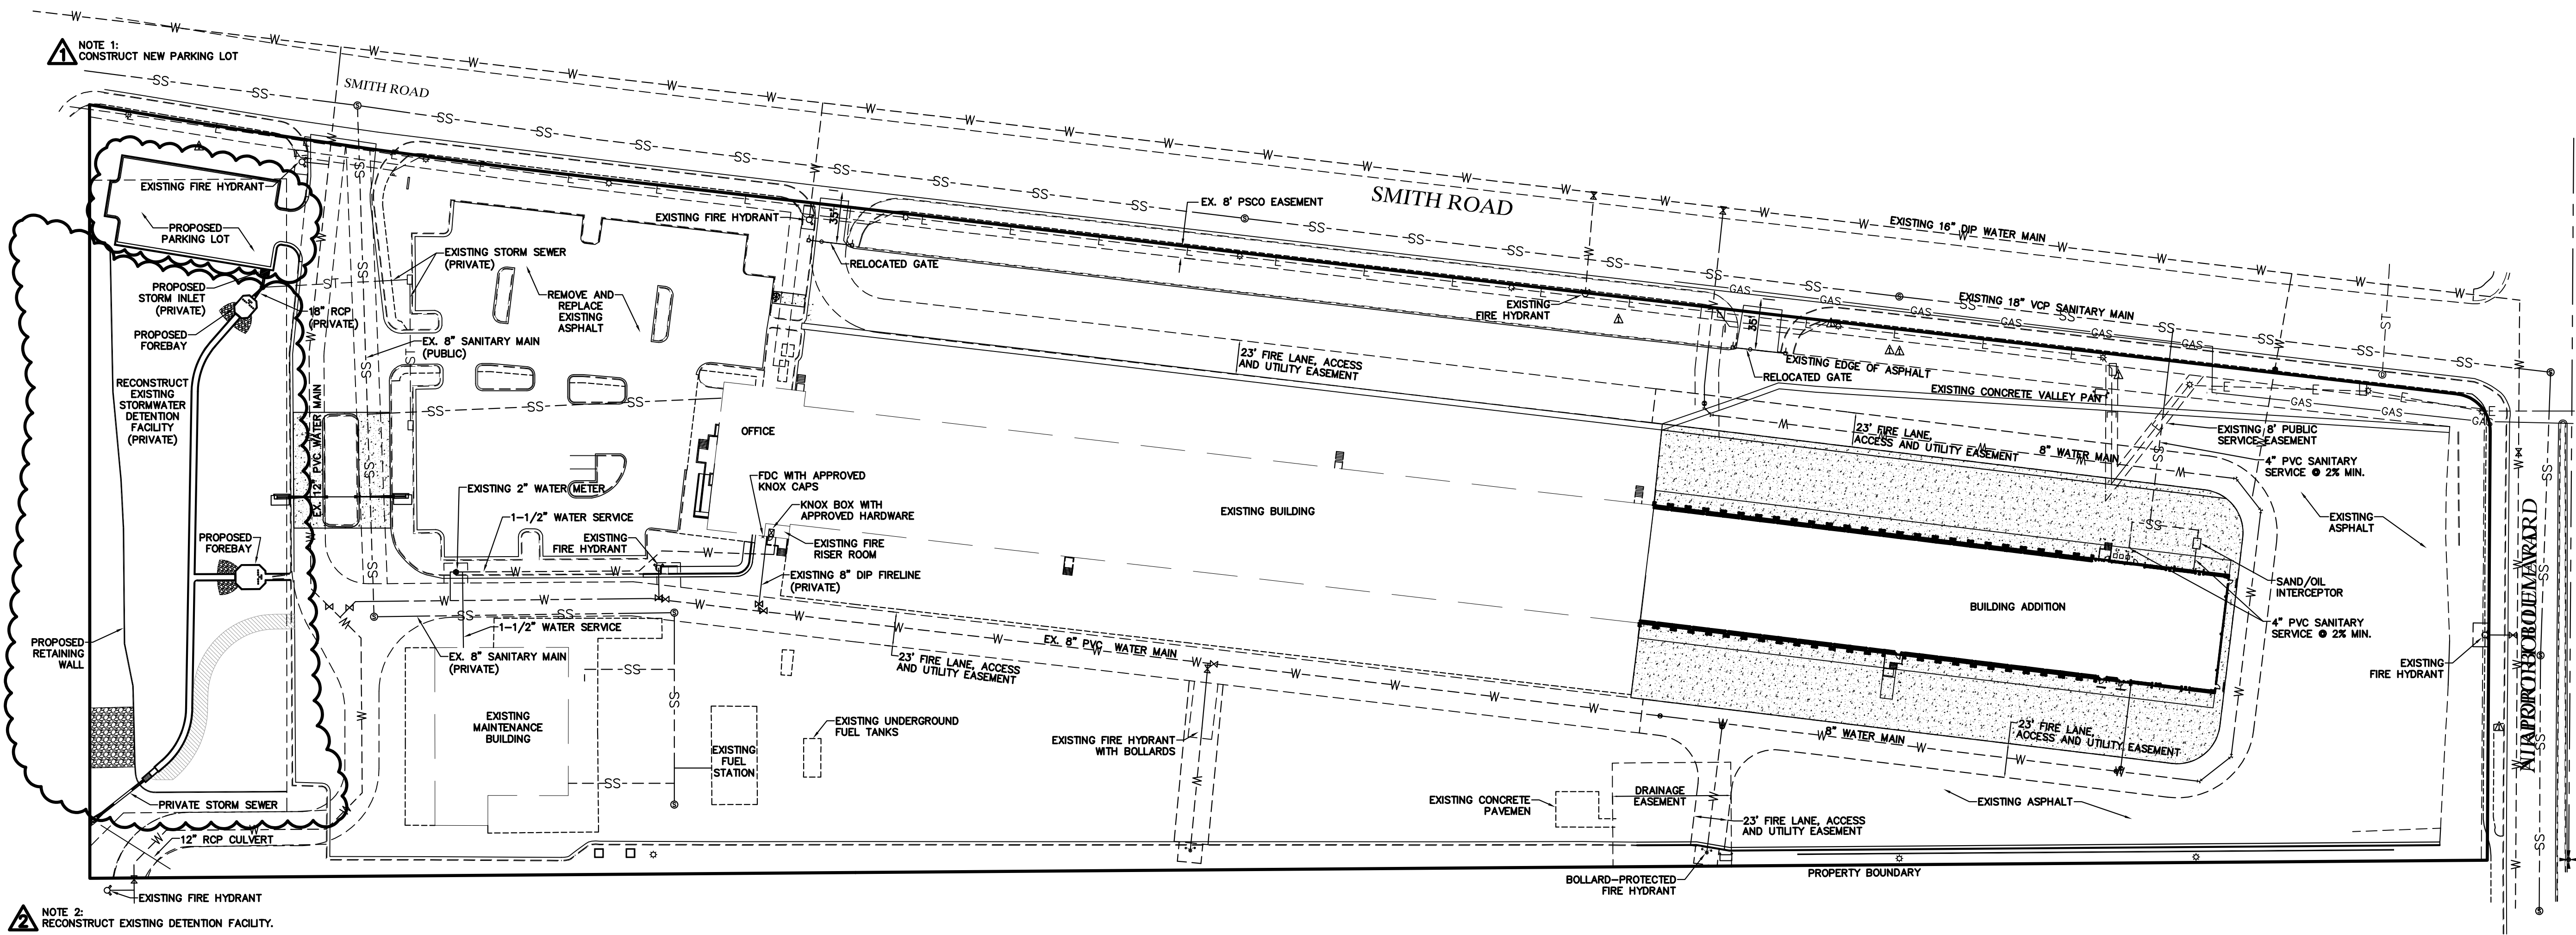 1
NOTE 1:
CONSTRUCT NEW PARKING LOT
SMITH ROAD
SMITH ROAD
EXISTING FIRE HYDRANT
PROPOSED
PARKING LOT
PROPOSED
STORM INLET
(PRIVATE)
18" RCP
(PRIVATE)
PROPOSED
FOREBAY
RECONSTRUCT
EXISTING
STORMWATER
DETENTION
FACILITY
(PRIVATE)
EX. 12" PVC WATER MAIN
PROPOSED
FOREBAY
PROPOSED
RETAINING
WALL
PRIVATE STORM SEWER
12" RCP CULVERT
EXISTING FIRE HYDRANT
2
NOTE 2:
RECONSTRUCT EXISTING DETENTION FACILITY.
EXISTING STORM SEWER
(PRIVATE)
REMOVE AND
REPLACE
EXISTING
ASPHALT
EX. 8" SANITARY MAIN
(PUBLIC)
EXISTING FIRE HYDRANT
35'
RELOCATED GATE
EX. 8' PSCO EASEMENT
EXISTING 16" DIP WATER MAIN
EXISTING 18" VCP SANITARY MAIN
EXISTING
FIRE HYDRANT
35'
EXISTING EDGE OF ASPHALT
RELOCATED GATE
EXISTING CONCRETE VALLEY PAN
23' FIRE LANE, ACCESS
AND UTILITY EASEMENT
23' FIRE LANE,
ACCESS AND UTILITY EASEMENT
8" WATER MAIN
EXISTING 8' PUBLIC
SERVICE EASEMENT
4" PVC SANITARY
SERVICE @ 2% MIN.
EXISTING
ASPHALT
OFFICE
EXISTING 2" WATER METER
1-1/2" WATER SERVICE
EXISTING
FIRE HYDRANT
FDC WITH APPROVED
KNOX CAPS
KNOX BOX WITH
APPROVED HARDWARE
EXISTING FIRE
RISER ROOM
EXISTING 8" DIP FIRELINE
(PRIVATE)
EXISTING BUILDING
BUILDING ADDITION
SAND/OIL
INTERCEPTOR
4" PVC SANITARY
SERVICE @ 2% MIN.
EXISTING
FIRE HYDRANT
1-1/2" WATER SERVICE
EX. 8" SANITARY MAIN
(PRIVATE)
EXISTING
MAINTENANCE
BUILDING
EXISTING
FUEL
STATION
EXISTING UNDERGROUND
FUEL TANKS
23' FIRE LANE, ACCESS
AND UTILITY EASEMENT
EX. 8" PVC WATER MAIN
EXISTING FIRE HYDRANT
WITH BOLLARDS
8" WATER MAIN
23' FIRE LANE,
ACCESS AND UTILITY EASEMENT
EXISTING CONCRETE
PAVEMEN
DRAINAGE
EASEMENT
EXISTING ASPHALT
23' FIRE LANE, ACCESS
AND UTILITY EASEMENT
BOLLARD-PROTECTED
FIRE HYDRANT
PROPERTY BOUNDARY